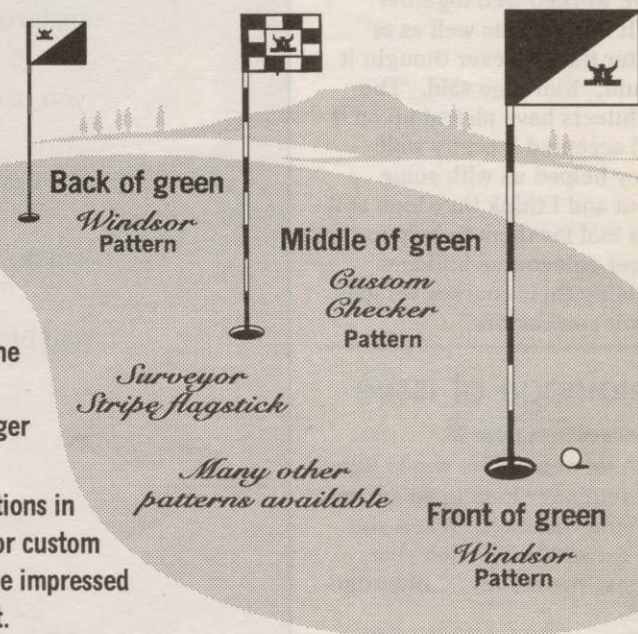 Back of green
Windsor
Pattern
Middle of green
Custom
Checker
Pattern
Surveyor
Stripe flagstick
Many other
patterns available
Front of green
Windsor
Pattern
ne
ger
tions in
or custom
e impressed
t.